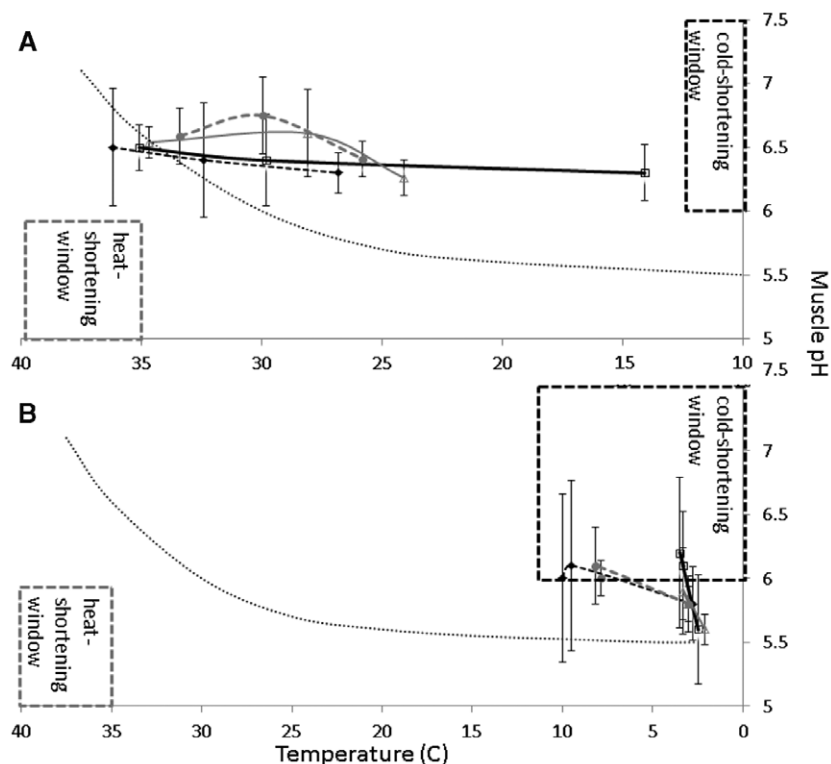 A
7.5
cold-shortening
window
7
6.5
6
heat-
shortening
window
5.5
5
40
35
30
25
20
15
10
Muscle pH
7.5
B
cold-shortening
window
7
6.5
6
heat-
shortening
window
5.5
5
40
35
30
25
20
10
5
0
Temperature (C)